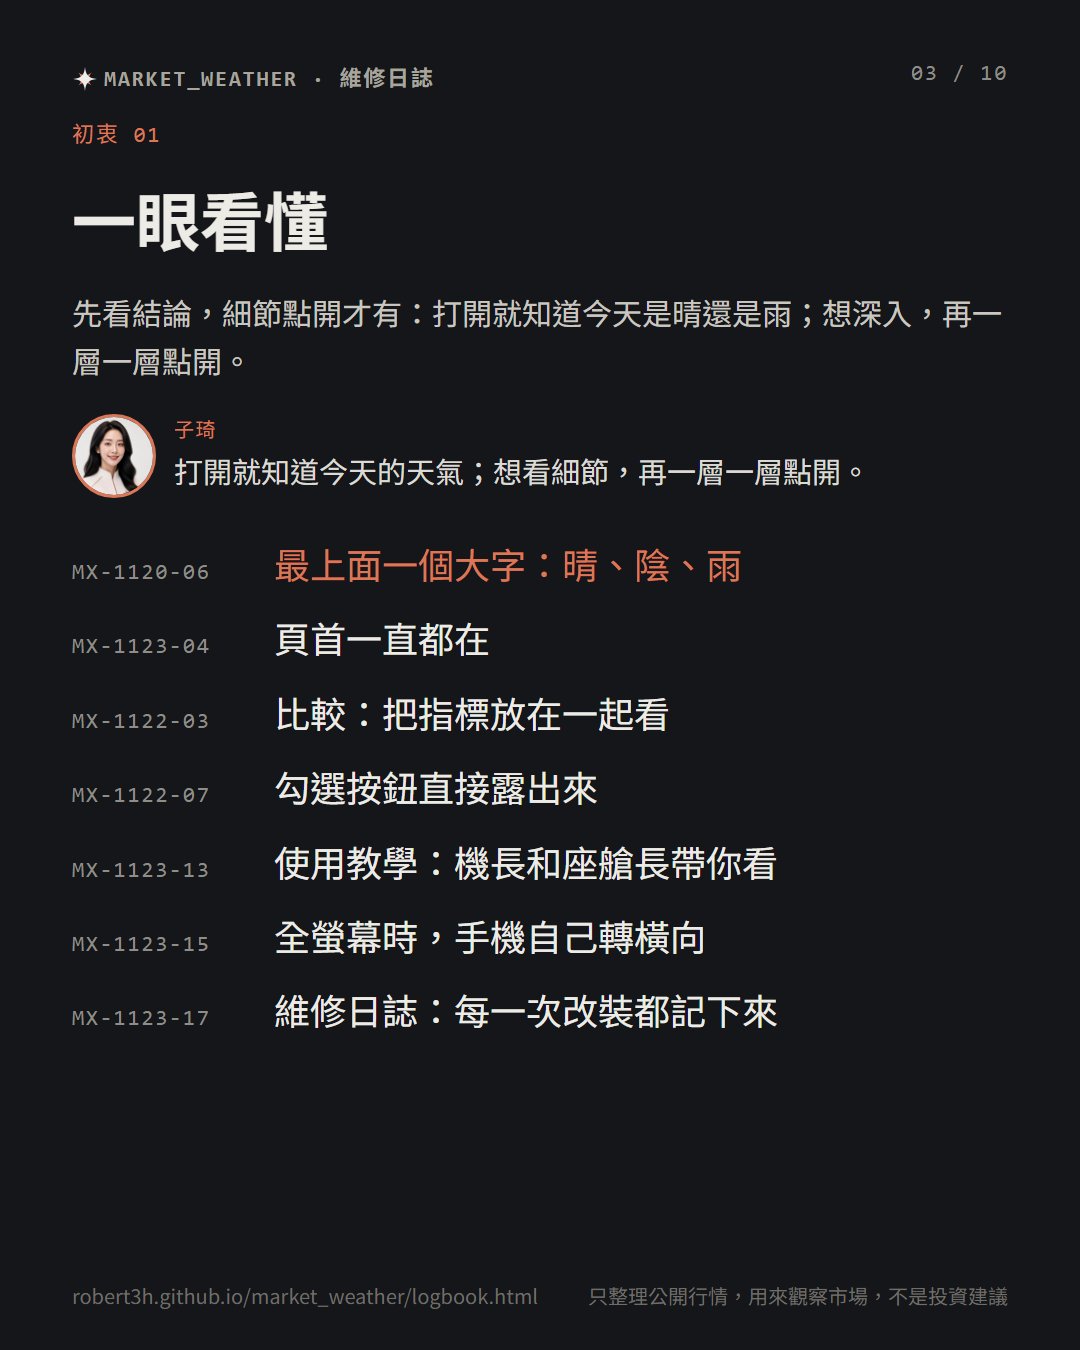 MARKET_WEATHER · 維修日誌
03 / 10
初衷 01
一眼看懂
先看結論，細節點開才有：打開就知道今天是晴還是雨；想深入，再一
層一層點開。
子琦
打開就知道今天的天氣；想看細節，再一層一層點開。
MX-1120-06 最上面一個大字：晴、陰、雨
MX-1123-04 頁首一直都在
MX-1122-03 比較：把指標放在一起看
MX-1122-07 勾選按鈕直接露出來
MX-1123-13 使用教學：機長和座艙長帶你看
MX-1123-15 全螢幕時，手機自己轉橫向
MX-1123-17 維修日誌：每一次改裝都記下來
robert3h.github.io/market_weather/logbook.html
只整理公開行情，用來觀察市場，不是投資建議